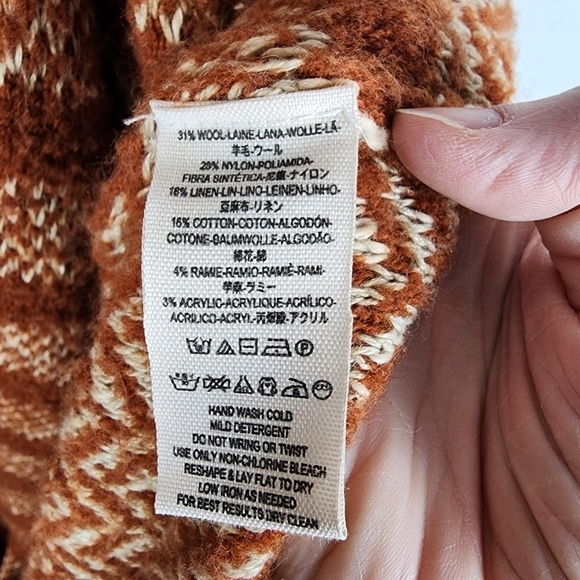 31% WOOL-LAINE-LANA-WOLLE-LÃ-
羊毛-ウール
20% NYLON-POLIAMIDA-
FIBRA SINTÉTICA-尼龍-ナイロン
16% LINEN-LIN-LINO-LEINEN-LINHO-
亞麻布-リネン
16% COTTON-COTON-ALGODÓN-
COTONE-BAUMWOLLE-ALGODÃO-
棉花-綿
4% RAMIE-RAMIO-RAMIÉ-RAMI-
苧麻-ラミー
3% ACRYLIC-ACRYLIQUE-ACRÍLICO-
ACRILICO-ACRYL-丙烯酸-アクリル
HAND WASH COLD
MILD DETERGENT
DO NOT WRING OR TWIST
USE ONLY NON-CHLORINE BLEACH
RESHAPE & LAY FLAT TO DRY
LOW IRON AS NEEDED
FOR BEST RESULTS DRY CLEAN